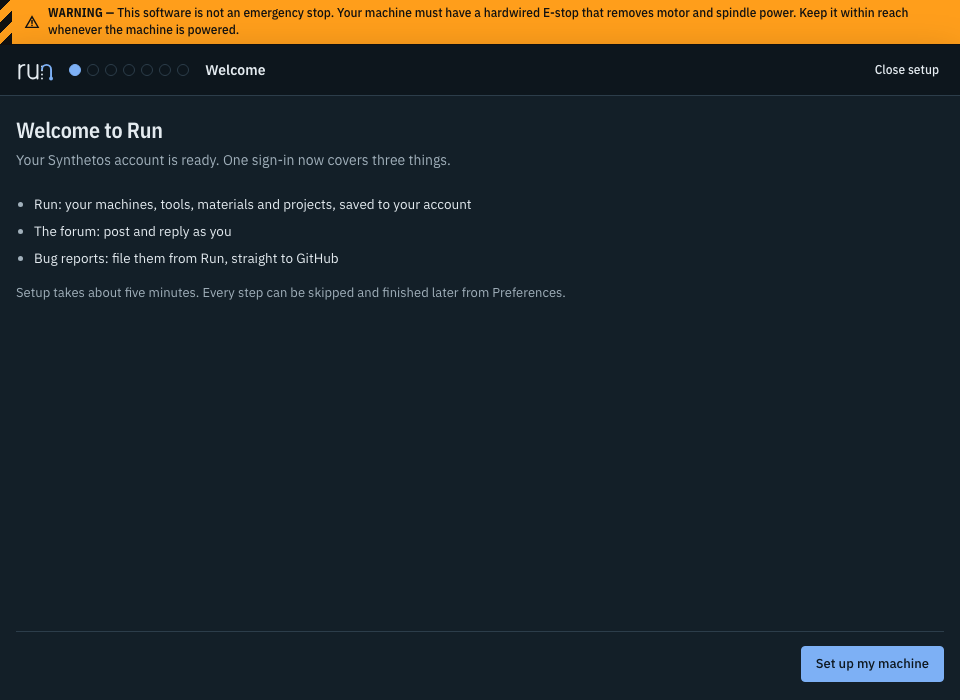 WARNING — This software is not an emergency stop. Your machine must have a hardwired E-stop that removes motor and spindle power. Keep it within reach
whenever the machine is powered.
run
Welcome
Close setup
Welcome to Run
Your Synthetos account is ready. One sign-in now covers three things.
Run: your machines, tools, materials and projects, saved to your account
The forum: post and reply as you
Bug reports: file them from Run, straight to GitHub
Setup takes about five minutes. Every step can be skipped and finished later from Preferences.
Set up my machine